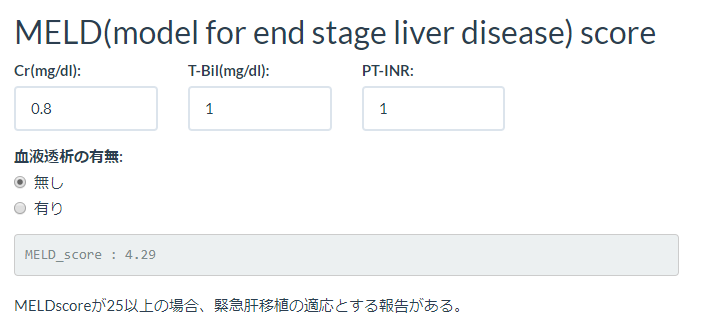 MELD(model for end stage liver disease) score
Cr(mg/dl): T-Bil(mg/dl): PT-INR:
0.8 1 1
血液透析の有無:
無し
有り
MELD_score : 4.29
MELDscoreが25以上の場合、緊急肝移植の適応とする報告がある。